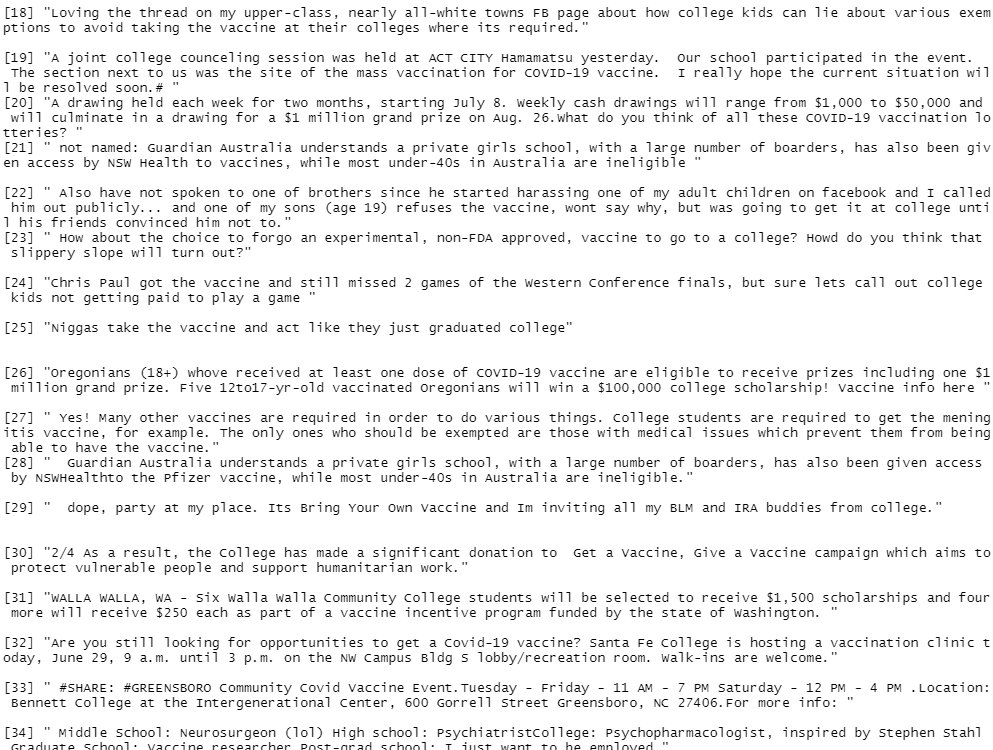 [18] "Loving the thread on my upper-class, nearly all-white towns FB page about how college kids can lie about various exem
ptions to avoid taking the vaccine at their colleges where its required."
[19] "A joint college counceling session was held at ACT CITY Hamamatsu yesterday.  Our school participated in the event.
The section next to us was the site of the mass vaccination for COVID-19 vaccine.  I really hope the current situation wil
l be resolved soon.# "
[20] "A drawing held each week for two months, starting July 8. Weekly cash drawings will range from $1,000 to $50,000 and
will culminate in a drawing for a $1 million grand prize on Aug. 26.What do you think of all these COVID-19 vaccination lo
tteries? "
[21] " not named: Guardian Australia understands a private girls school, with a large number of boarders, has also been giv
en access by NSW Health to vaccines, while most under-40s in Australia are ineligible "
[22] " Also have not spoken to one of brothers since he started harassing one of my adult children on facebook and I called
him out publicly... and one of my sons (age 19) refuses the vaccine, wont say why, but was going to get it at college unti
l his friends convinced him not to."
[23] " How about the choice to forgo an experimental, non-FDA approved, vaccine to go to a college? Howd do you think that
slippery slope will turn out?"
[24] "Chris Paul got the vaccine and still missed 2 games of the Western Conference finals, but sure lets call out college
kids not getting paid to play a game "
[25] "Niggas take the vaccine and act like they just graduated college"
[26] "Oregonians (18+) whove received at least one dose of COVID-19 vaccine are eligible to receive prizes including one $1
million grand prize. Five 12to17-yr-old vaccinated Oregonians will win a $100,000 college scholarship! Vaccine info here "
[27] "  Yes! Many other vaccines are required in order to do various things. College students are required to get the mening
itis vaccine, for example. The only ones who should be exempted are those with medical issues which prevent them from being
able to have the vaccine."
[28] "  Guardian Australia understands a private girls school, with a large number of boarders, has also been given access
by NSWHealthto the Pfizer vaccine, while most under-40s in Australia are ineligible."
[29] "  dope, party at my place. Its Bring Your Own Vaccine and Im inviting all my BLM and IRA buddies from college."
[30] "2/4 As a result, the College has made a significant donation to  Get a Vaccine, Give a Vaccine campaign which aims to
protect vulnerable people and support humanitarian work."
[31] "WALLA WALLA, WA - Six Walla Walla Community College students will be selected to receive $1,500 scholarships and four
more will receive $250 each as part of a vaccine incentive program funded by the state of Washington. "
[32] "Are you still looking for opportunities to get a Covid-19 vaccine? Santa Fe College is hosting a vaccination clinic t
oday, June 29, 9 a.m. until 3 p.m. on the NW Campus Bldg S lobby/recreation room. Walk-ins are welcome."
[33] " #SHARE: #GREENSBORO Community Covid Vaccine Event.Tuesday - Friday - 11 AM - 7 PM Saturday - 12 PM - 4 PM .Location:
Bennett College at the Intergenerational Center, 600 Gorrell Street Greensboro, NC 27406.For more info: "
[34] " Middle School: Neurosurgeon (lol) High school: PsychiatristCollege: Psychopharmacologist, inspired by Stephen Stahl
Graduate School: Vaccine researcher Post-grad school: I just want to be employed "